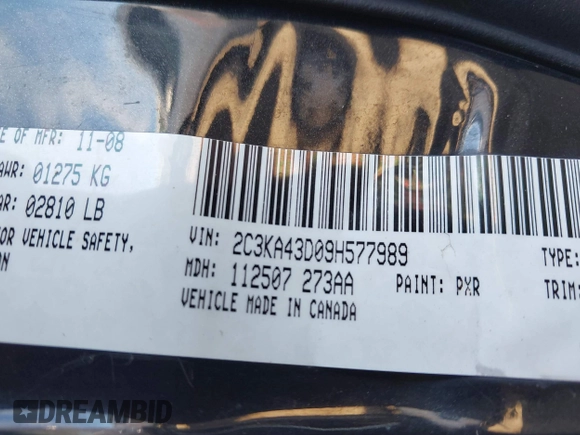 E OF MFR: 11-08
AWR: 01275 KG
AR: 02810 LB
OR VEHICLE SAFETY,
ON
VIN: 2C3KA43D09H577989
MDH: 112507 273AA
PAINT: PXR
VEHICLE MADE IN CANADA
TYPE:
TRIM:
DREAMBID